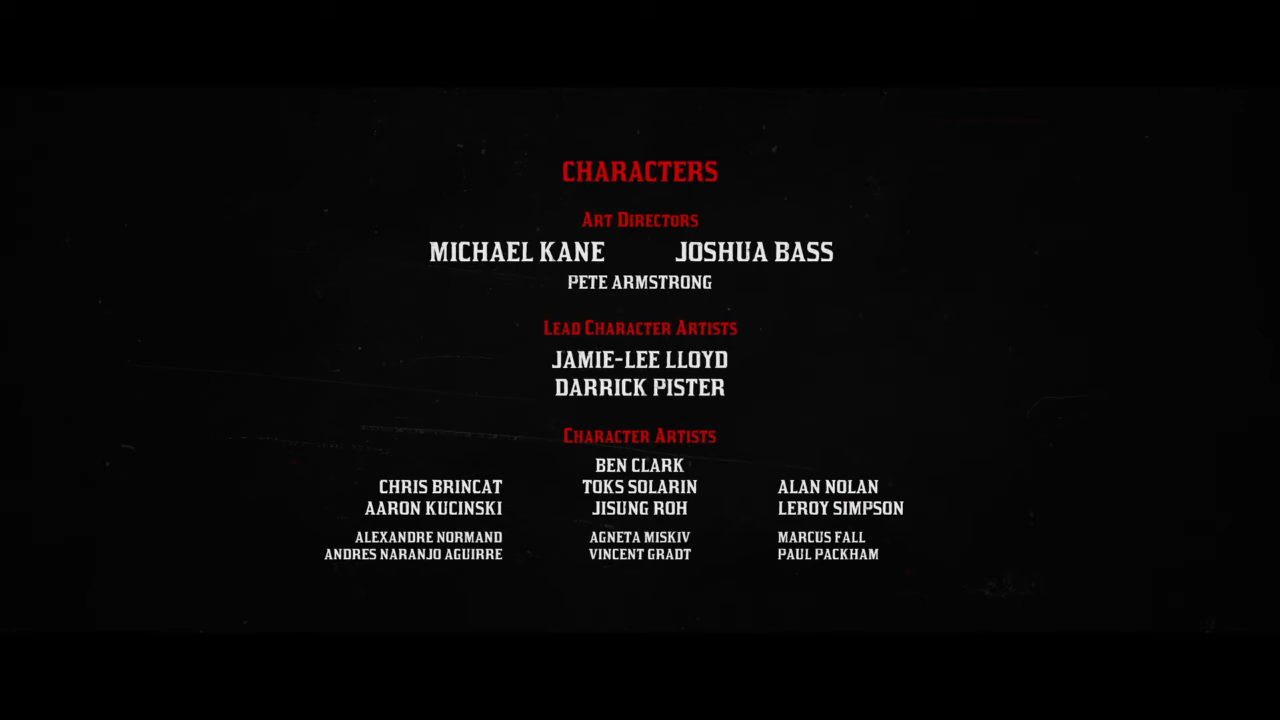 CHARACTERS
ART DIRECTORS
MICHAEL KANE JOSHUA BASS
PETE ARMSTRONG
LEAD CHARACTER ARTISTS
JAMIE-LEE LLOYD
DARRICK PISTER
CHARACTER ARTISTS
BEN CLARK
CHRIS BRINCAT TOKS SOLARIN ALAN NOLAN
AARON KUCINSKI JISUNG ROH LEROY SIMPSON
ALEXANDRE NORMAND AGNETA MISKIV MARCUS FALL
ANDRES NARANJO AGUIRRE VINCENT GRADT PAUL PACKHAM